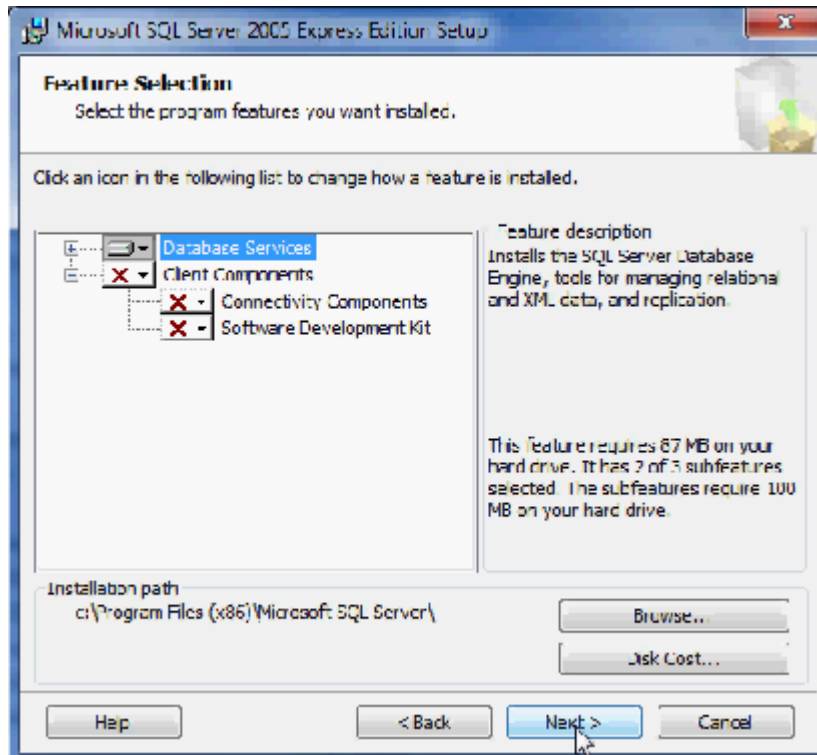 Microsoft SQL Server 2005 Express Edition Setup
Feature Selection
Select the program features you want installed.
Click an icon in the following list to change how a feature is installed.
Database Services
Client Components
Connectivity Components
Software Development Kit
Feature description
Installs the SQL Server Database
Engine, tools for managing relational
and XML data, and replication.
This feature requires 87 MB on your
hard drive. It has 2 of 3 subfeatures
selected. The subfeatures require 100
MB on your hard drive.
Installation path
c:\Program Files (x86)\Microsoft SQL Server\
Browse...
Disk Cost...
Help
< Back
Next >
Cancel